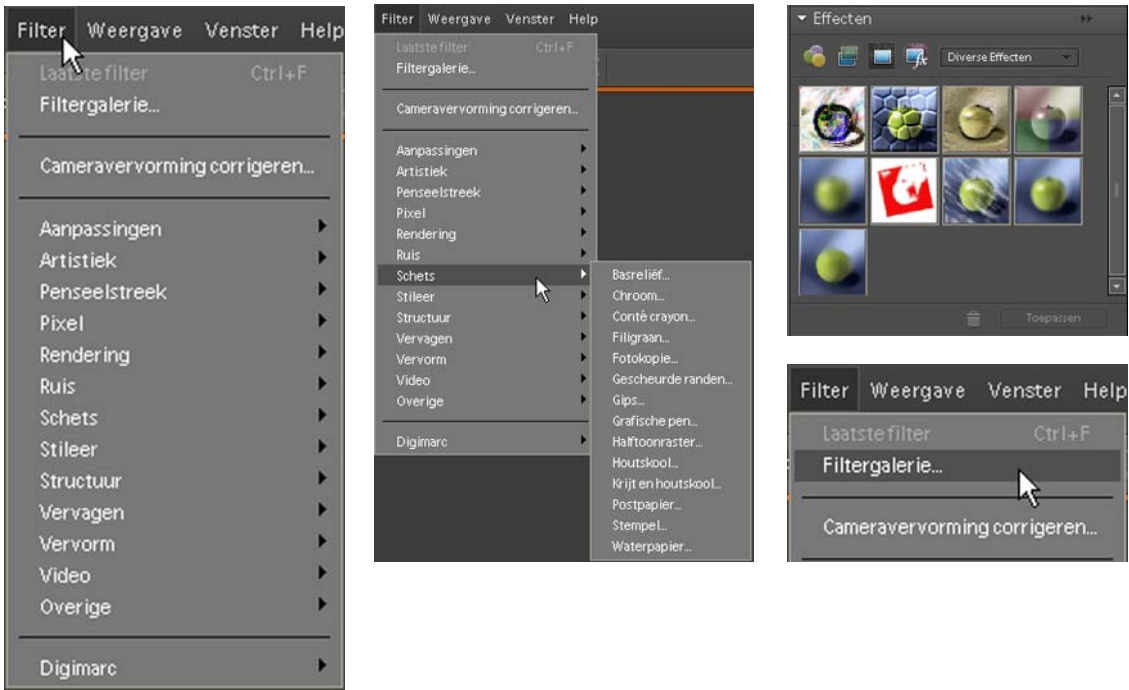 Filter Weergave Venster Help
Laatste filter Ctrl+F
Filtergalerie...
Cameravervorming corrigeren...
Aanpassingen
Artistiek
Penseelstreek
Pixel
Rendering
Ruis
Schets
Stileer
Structuur
Vervagen
Vervorm
Video
Overige
Digimarc
Filter Weergave Venster Help
Laatste filter Ctrl+F
Filtergalerie...
Cameravervorming corrigeren...
Aanpassingen
Artistiek
Penseelstreek
Pixel
Rendering
Ruis
Schets
Stileer
Structuur
Vervagen
Vervorm
Video
Overige
Digimarc
Basreliëf...
Chroom...
Conté crayon...
Filigraan...
Fotokopie...
Gescheurde randen...
Gips...
Grafische pen...
Halftoonraster...
Houtskool...
Krijt en houtskool...
Postpapier...
Stempel...
Waterpapier...
Effecten
fx Diverse Effecten
Toepassen
Filter Weergave Venster Help
Laatste filter Ctrl+F
Filtergalerie...
Cameravervorming corrigeren...